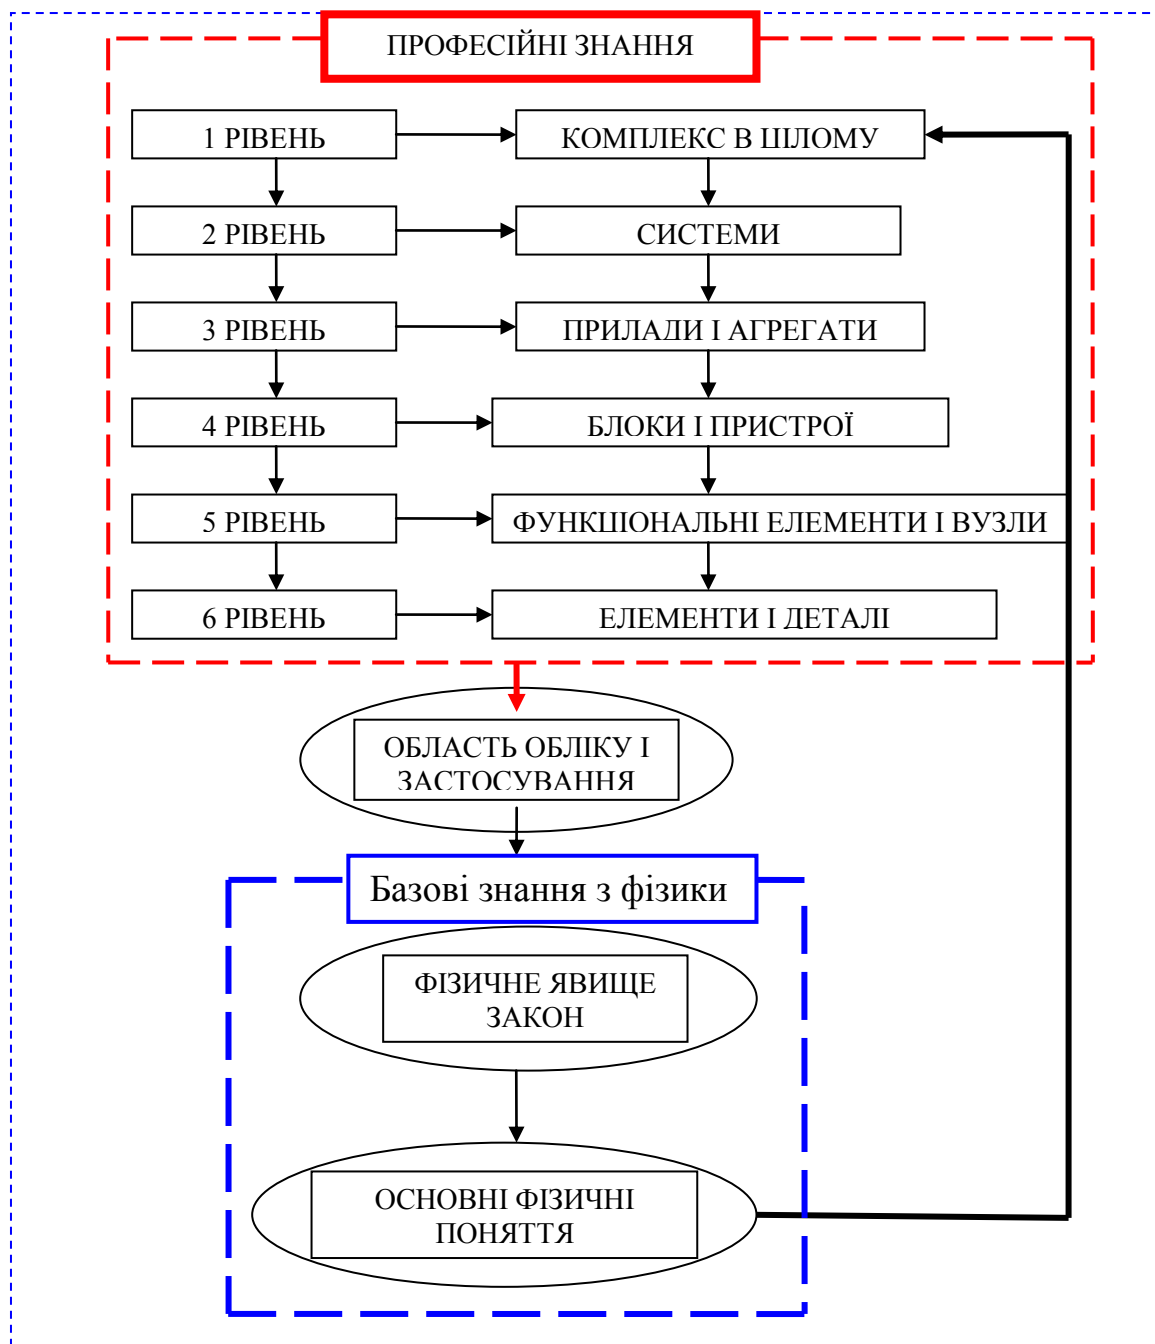 ПРОФЕСІЙНІ ЗНАННЯ
1 РІВЕНЬ
КОМПЛЕКС В ЦІЛОМУ
2 РІВЕНЬ
СИСТЕМИ
3 РІВЕНЬ
ПРИЛАДИ І АГРЕГАТИ
4 РІВЕНЬ
БЛОКИ І ПРИСТРОЇ
5 РІВЕНЬ
ФУНКЦІОНАЛЬНІ ЕЛЕМЕНТИ І ВУЗЛИ
6 РІВЕНЬ
ЕЛЕМЕНТИ І ДЕТАЛІ
ОБЛАСТЬ ОБЛІКУ І
ЗАСТОСУВАННЯ
Базові знання з фізики
ФІЗИЧНЕ ЯВИЩЕ
ЗАКОН
ОСНОВНІ ФІЗИЧНІ
ПОНЯТТЯ